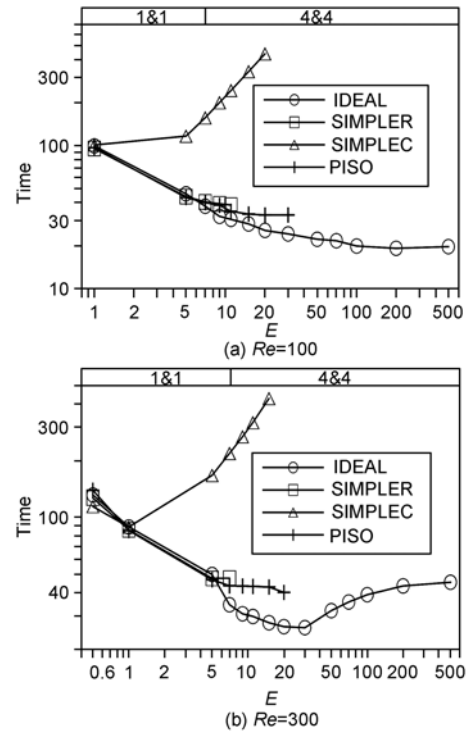 1&1 4&4
300
100
30
10
Time
IDEAL
SIMPLER
SIMPLEC
PISO
1 5 10 20 50 100 200 500
E
(a) Re=100
1&1 4&4
300
100
40
Time
IDEAL
SIMPLER
SIMPLEC
PISO
0.6 1 5 10 20 50 100 200 500
E
(b) Re=300